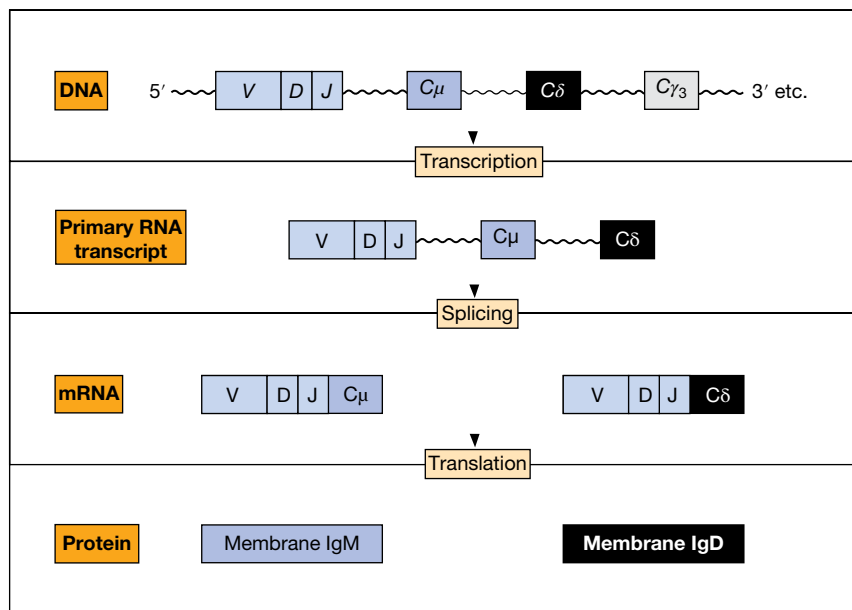 DNA
5′
V D J
Cμ
Cδ
Cγ3
3′ etc.
Transcription
Primary RNA
transcript
V D J
Cμ
Cδ
Splicing
mRNA
V D J Cμ
V D J Cδ
Translation
Protein
Membrane IgM
Membrane IgD